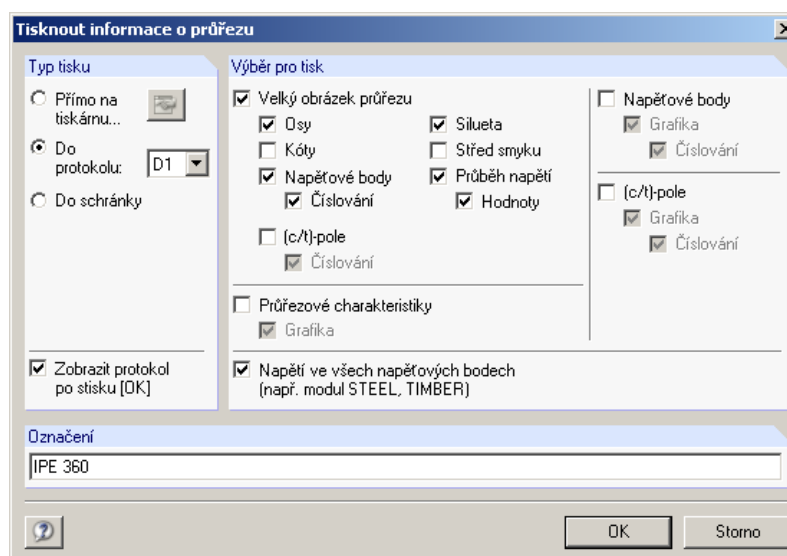 Tisknout informace o průřezu
Typ tisku
Přímo na
tiskárnu...
Do
protokolu:
D1
Do schránky
Zobrazit protokol
po stisku [OK]
Výběr pro tisk
Velký obrázek průřezu
Osy
Silueta
Kóty
Střed smyku
Napěťové body
Průběh napětí
Číslování
Hodnoty
(c/t)-pole
Číslování
Průřezové charakteristiky
Grafika
Napěťové body
Grafika
Číslování
(c/t)-pole
Grafika
Číslování
Napětí ve všech napěťových bodech
(např. modul STEEL, TIMBER)
Označení
IPE 360
OK
Storno